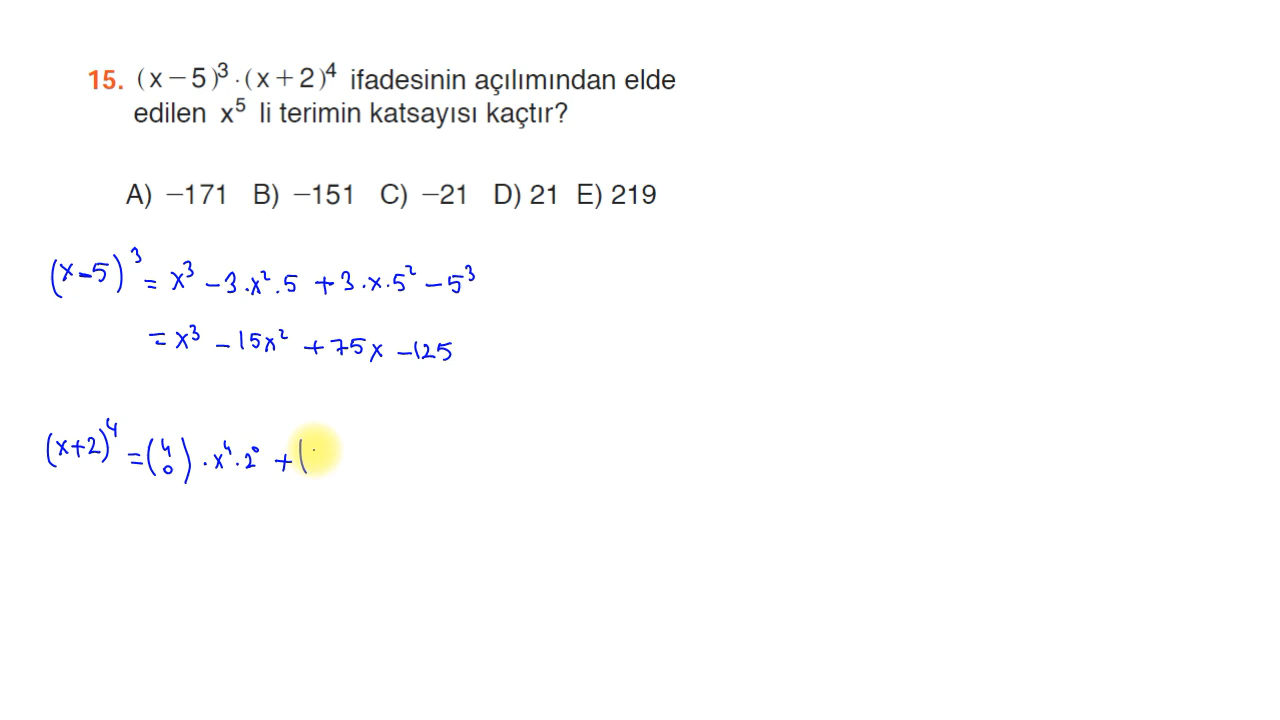 15. (x−5)³·(x+2)⁴ ifadesinin açılımından elde
edilen x⁵ li terimin katsayısı kaçtır?
A) −171 B) −151 C) −21 D) 21 E) 219
(x−5)³ = x³ − 3.x².5 + 3.x.5² − 5³
= x³ − 15x² + 75x − 125
(x+2)⁴ = (4 0) . x⁴ . 2⁰ + (